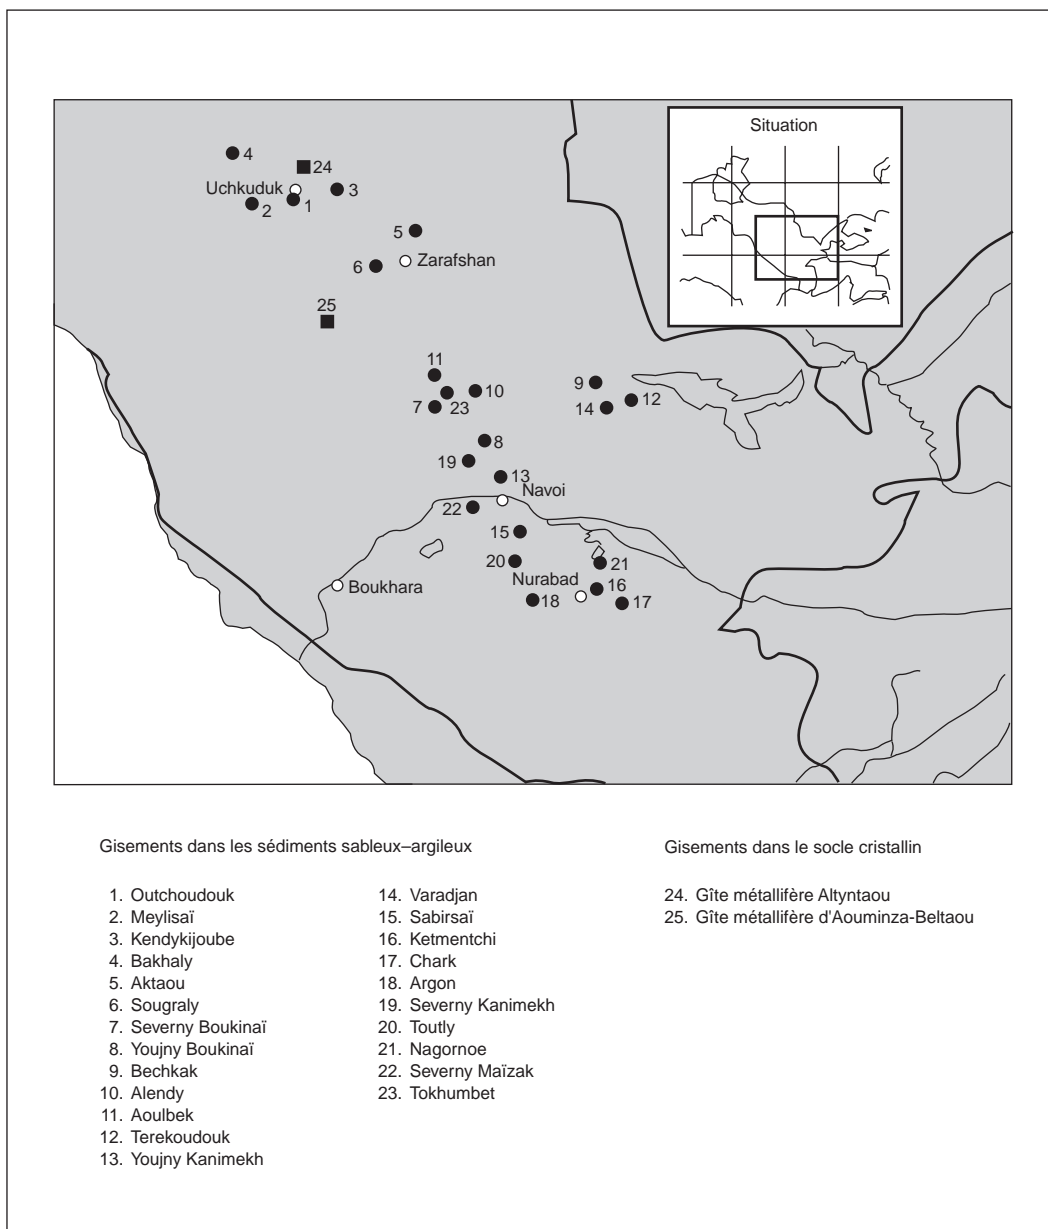 Situation
4
24
Uchkuduk
3
2
1
5
6
Zarafshan
25
11
10
7
23
9
14
12
8
19
13
Navoi
22
15
20
21
Nurabad
16
Boukhara
18
17
Gisements dans les sédiments sableux–argileux
1. Outchoudouk
2. Meylisaï
3. Kendykijoube
4. Bakhaly
5. Aktaou
6. Sougraly
7. Severny Boukinaï
8. Youjny Boukinaï
9. Bechkak
10. Alendy
11. Aoulbek
12. Terekoudouk
13. Youjny Kanimekh
14. Varadjan
15. Sabirsaï
16. Ketmentchi
17. Chark
18. Argon
19. Severny Kanimekh
20. Toutly
21. Nagornoe
22. Severny Maïzak
23. Tokhumbet
Gisements dans le socle cristallin
24. Gîte métallifère Altyntaou
25. Gîte métallifère d'Aouminza-Beltaou